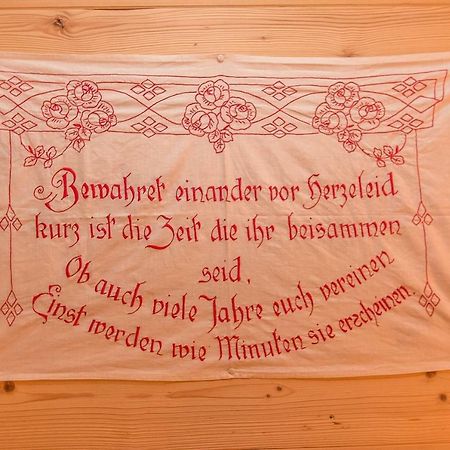 Bewahret einander vor Herzeleid
kurz ist die Zeit die ihr beisammen
seid,
Ob auch viele Jahre euch vereinen
Einst werden wie Minuten sie erscheinen.